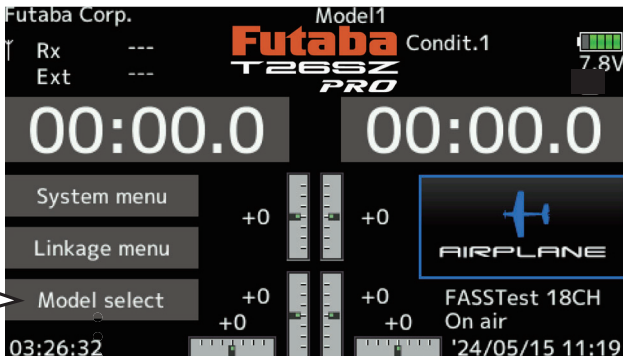 Futaba Corp.
Model1
Rx ---
Ext ---
Futaba
T26SZ
PRO
Condit.1
7.8V
00:00.0
00:00.0
System menu
Linkage menu
Model select
+0
+0
+0
+0
+0
+0
AIRPLANE
FASSTest 18CH
On air
03:26:32
'24/05/15 11:19